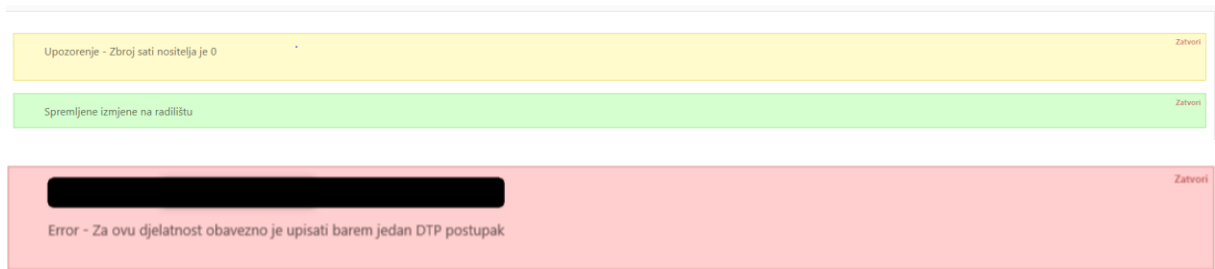 Upozorenje - Zbroj sati nositelja je 0
Zatvori
Spremljene izmjene na radilištu
Zatvori
Zatvori
Error - Za ovu djelatnost obavezno je upisati barem jedan DTP postupak